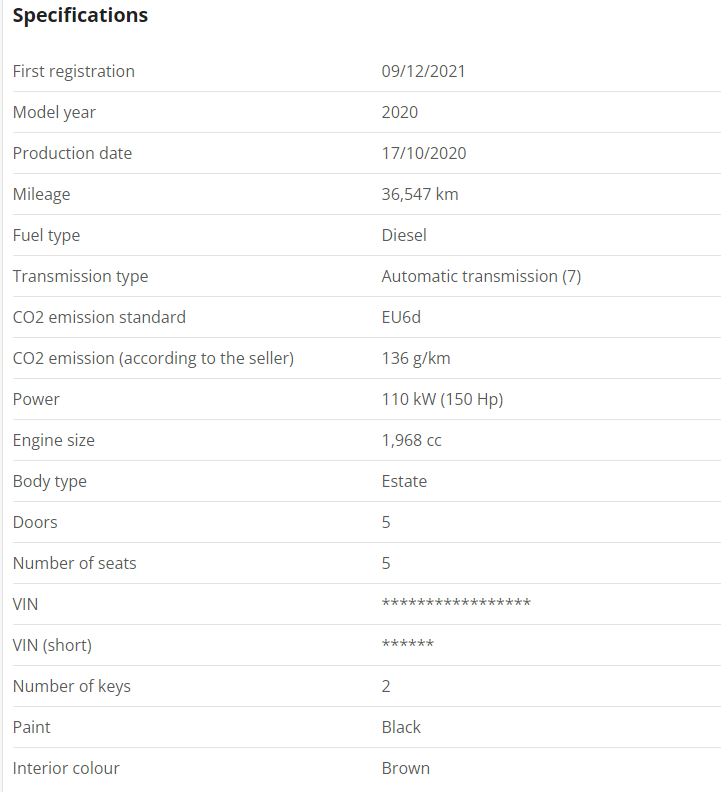 Specifications
First registration 09/12/2021
Model year 2020
Production date 17/10/2020
Mileage 36,547 km
Fuel type Diesel
Transmission type Automatic transmission (7)
CO2 emission standard EU6d
CO2 emission (according to the seller) 136 g/km
Power 110 kW (150 Hp)
Engine size 1,968 cc
Body type Estate
Doors 5
Number of seats 5
VIN *****************
VIN (short) ******
Number of keys 2
Paint Black
Interior colour Brown